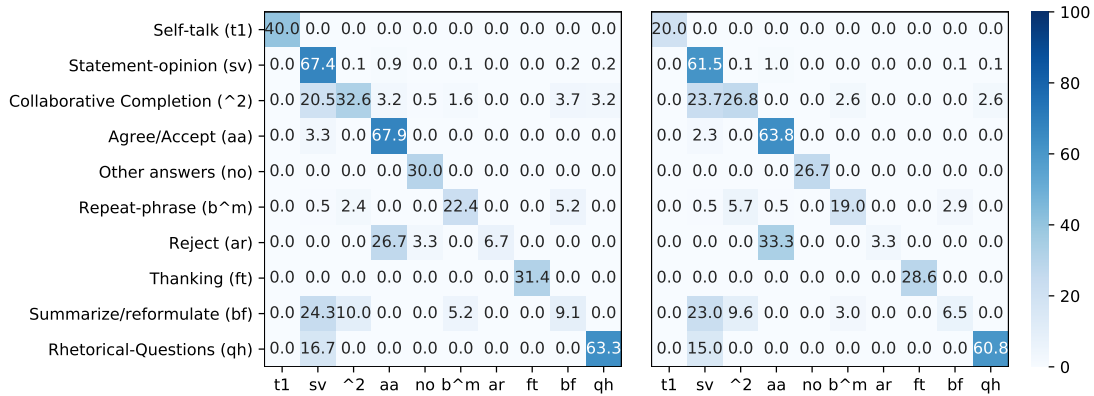 Self-talk (t1) 40.0 0.0 0.0 0.0 0.0 0.0 0.0 0.0 0.0 0.0 20.0 0.0 0.0 0.0 0.0 0.0 0.0 0.0 0.0 0.0 100
Statement-opinion (sv) 0.0 67.4 0.1 0.9 0.0 0.1 0.0 0.0 0.2 0.2 0.0 61.5 0.1 1.0 0.0 0.0 0.0 0.0 0.1 0.1
80
Collaborative Completion (^2) 0.0 20.5 32.6 3.2 0.5 1.6 0.0 0.0 3.7 3.2 0.0 23.7 26.8 0.0 0.0 2.6 0.0 0.0 0.0 2.6
Agree/Accept (aa) 0.0 3.3 0.0 67.9 0.0 0.0 0.0 0.0 0.0 0.0 0.0 2.3 0.0 63.8 0.0 0.0 0.0 0.0 0.0 0.0
60
Other answers (no) 0.0 0.0 0.0 0.0 30.0 0.0 0.0 0.0 0.0 0.0 0.0 0.0 0.0 0.0 26.7 0.0 0.0 0.0 0.0 0.0
Repeat-phrase (b^m) 0.0 0.5 2.4 0.0 0.0 22.4 0.0 0.0 5.2 0.0 0.0 0.5 5.7 0.5 0.0 19.0 0.0 0.0 2.9 0.0
40
Reject (ar) 0.0 0.0 0.0 26.7 3.3 0.0 6.7 0.0 0.0 0.0 0.0 0.0 0.0 33.3 0.0 0.0 3.3 0.0 0.0 0.0
Thanking (ft) 0.0 0.0 0.0 0.0 0.0 0.0 0.0 31.4 0.0 0.0 0.0 0.0 0.0 0.0 0.0 0.0 0.0 28.6 0.0 0.0
20
Summarize/reformulate (bf) 0.0 24.3 10.0 0.0 0.0 5.2 0.0 0.0 9.1 0.0 0.0 23.0 9.6 0.0 0.0 3.0 0.0 0.0 6.5 0.0
Rhetorical-Questions (qh) 0.0 16.7 0.0 0.0 0.0 0.0 0.0 0.0 0.0 63.3 0.0 15.0 0.0 0.0 0.0 0.0 0.0 0.0 0.0 60.8
0
t1 sv ^2 aa no b^m ar ft bf qh t1 sv ^2 aa no b^m ar ft bf qh